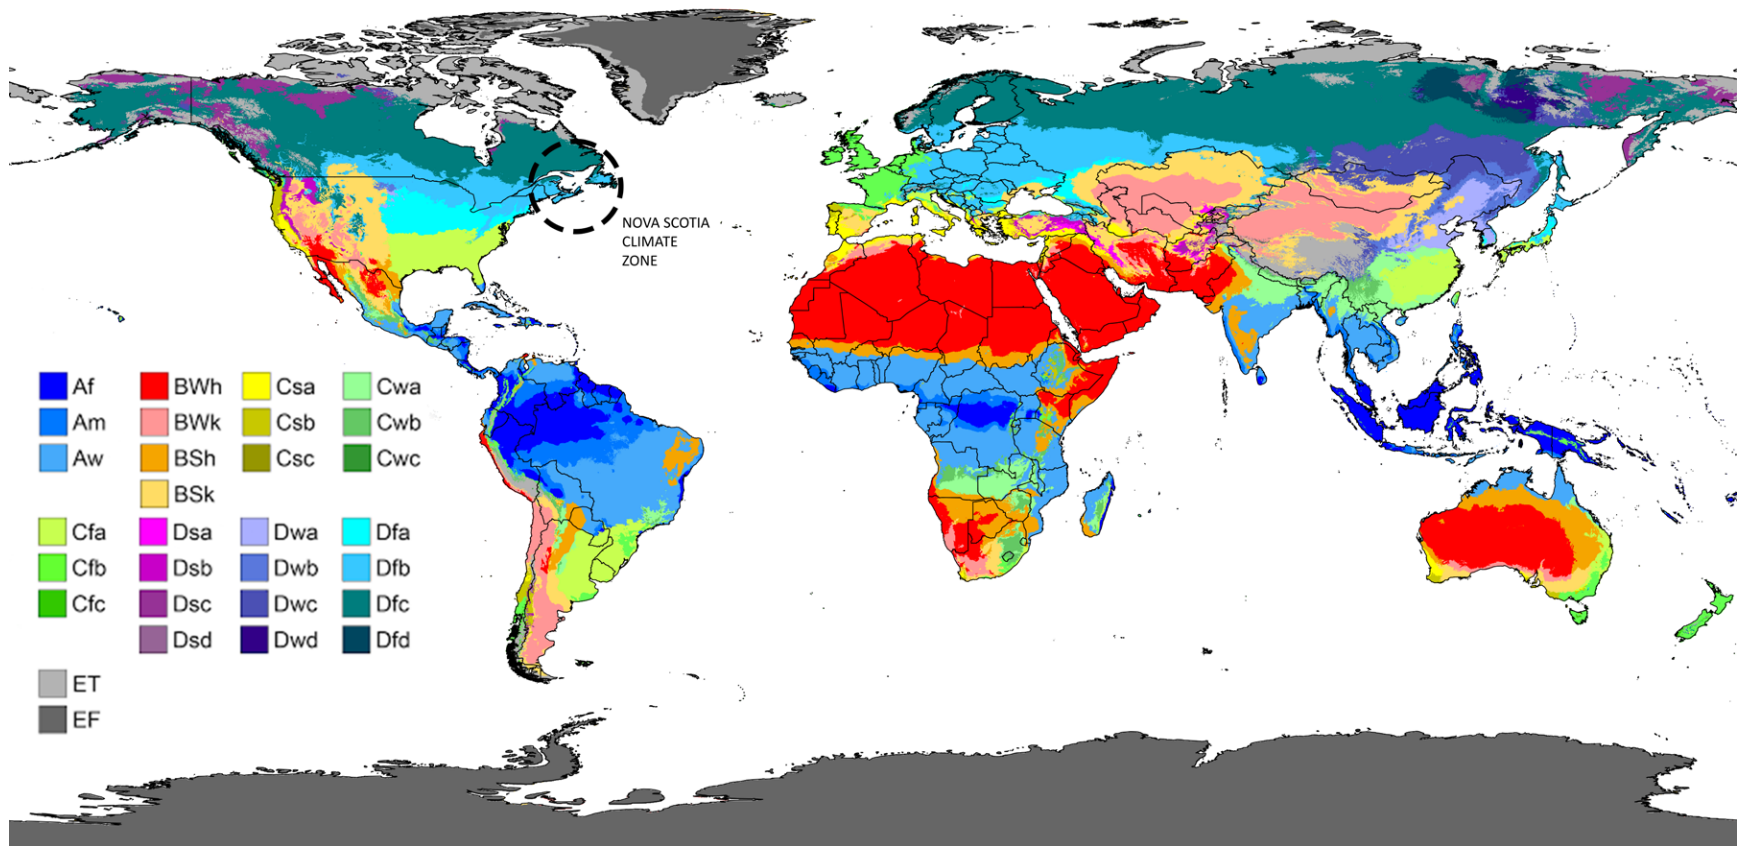 NOVA SCOTIA
CLIMATE
ZONE
Af BWh Csa Cwa
Am BWk Csb Cwb
Aw BSh Csc Cwc
BSk
Cfa Dsa Dwa Dfa
Cfb Dsb Dwb Dfb
Cfc Dsc Dwc Dfc
Dsd Dwd Dfd
ET
EF